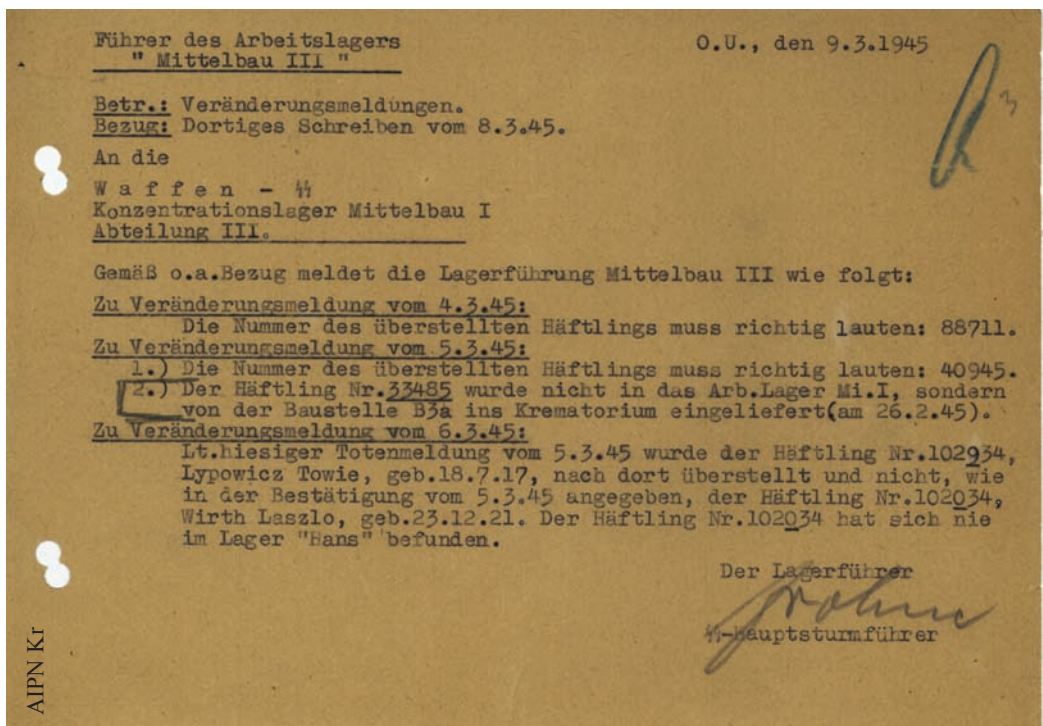 Führer des Arbeitslagers
" Mittelbau III "
O.U., den 9.3.1945
Betr.: Veränderungsmeldungen.
Bezug: Dortiges Schreiben vom 8.3.45.
An die
W a f f e n - ᛋᛋ
Konzentrationslager Mittelbau I
Abteilung III.
Gemäß o.a.Bezug meldet die Lagerführung Mittelbau III wie folgt:
Zu Veränderungsmeldung vom 4.3.45:
Die Nummer des überstellten Häftlings muss richtig lauten: 88711.
Zu Veränderungsmeldung vom 5.3.45:
1.) Die Nummer des überstellten Häftlings muss richtig lauten: 40945.
2.) Der Häftling Nr.33485 wurde nicht in das Arb.Lager Mi.I, sondern
von der Baustelle B3a ins Krematorium eingeliefert(am 26.2.45).
Zu Veränderungsmeldung vom 6.3.45:
Lt.hiesiger Totenmeldung vom 5.3.45 wurde der Häftling Nr.102934,
Lypowicz Towie, geb.18.7.17, nach dort überstellt und nicht, wie
in der Bestätigung vom 5.3.45 angegeben, der Häftling Nr.102034,
Wirth Laszlo, geb.23.12.21. Der Häftling Nr.102034 hat sich nie
im Lager "Hans" befunden.
Der Lagerführer
ᛋᛋ-Hauptsturmführer
AIPN Kr